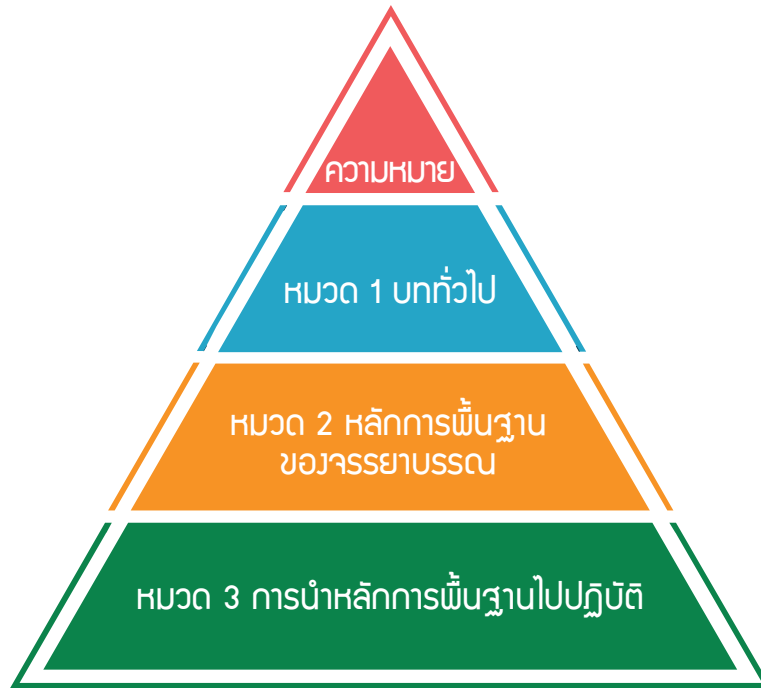 ความหมาย
หมวด 1 บททั่วไป
หมวด 2 หลักการพื้นฐาน
ของจรรยาบรรณ
หมวด 3 การนำหลักการพื้นฐานไปปฏิบัติ